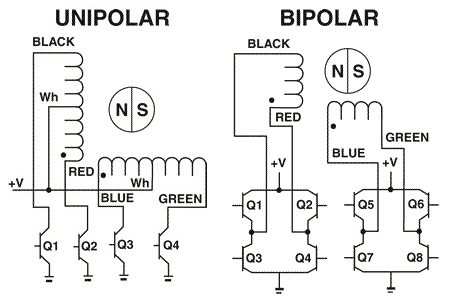 UNIPOLAR
BIPOLAR
BLACK
Wh
N S
RED
+V
Wh
BLUE
GREEN
Q1
Q2
Q3
Q4
BLACK
N S
RED
GREEN
BLUE
+V
+V
Q1
Q2
Q5
Q6
Q3
Q4
Q7
Q8